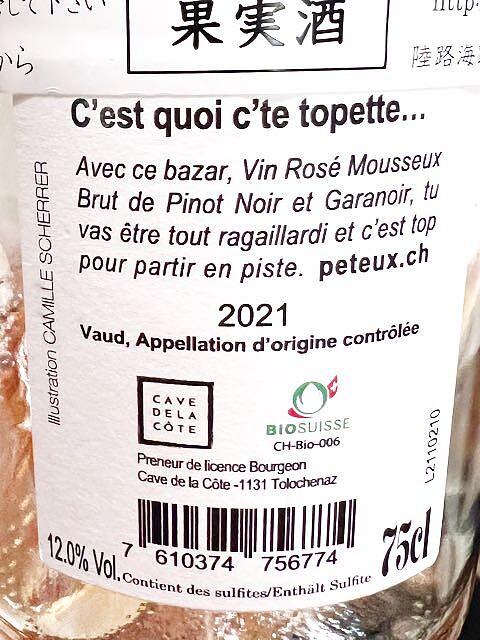 果実酒
から
陸路海
C'est quoi c'te topette...
Avec ce bazar, Vin Rosé Mousseux
Brut de Pinot Noir et Garanoir, tu
vas être tout ragaillardi et c'est top
pour partir en piste. peteux.ch
Illustration CAMILLE SCHERRER
2021
Vaud, Appellation d'origine contrôlée
CAVE
DE LA
CÔTE
BIOSUISSE
CH-Bio-006
Preneur de licence Bourgeon
Cave de la Côte -1131 Tolochenaz
L2110210
7 610374 756774
12.0% Vol.
75cl
Contient des sulfites/Enthält Sulfite